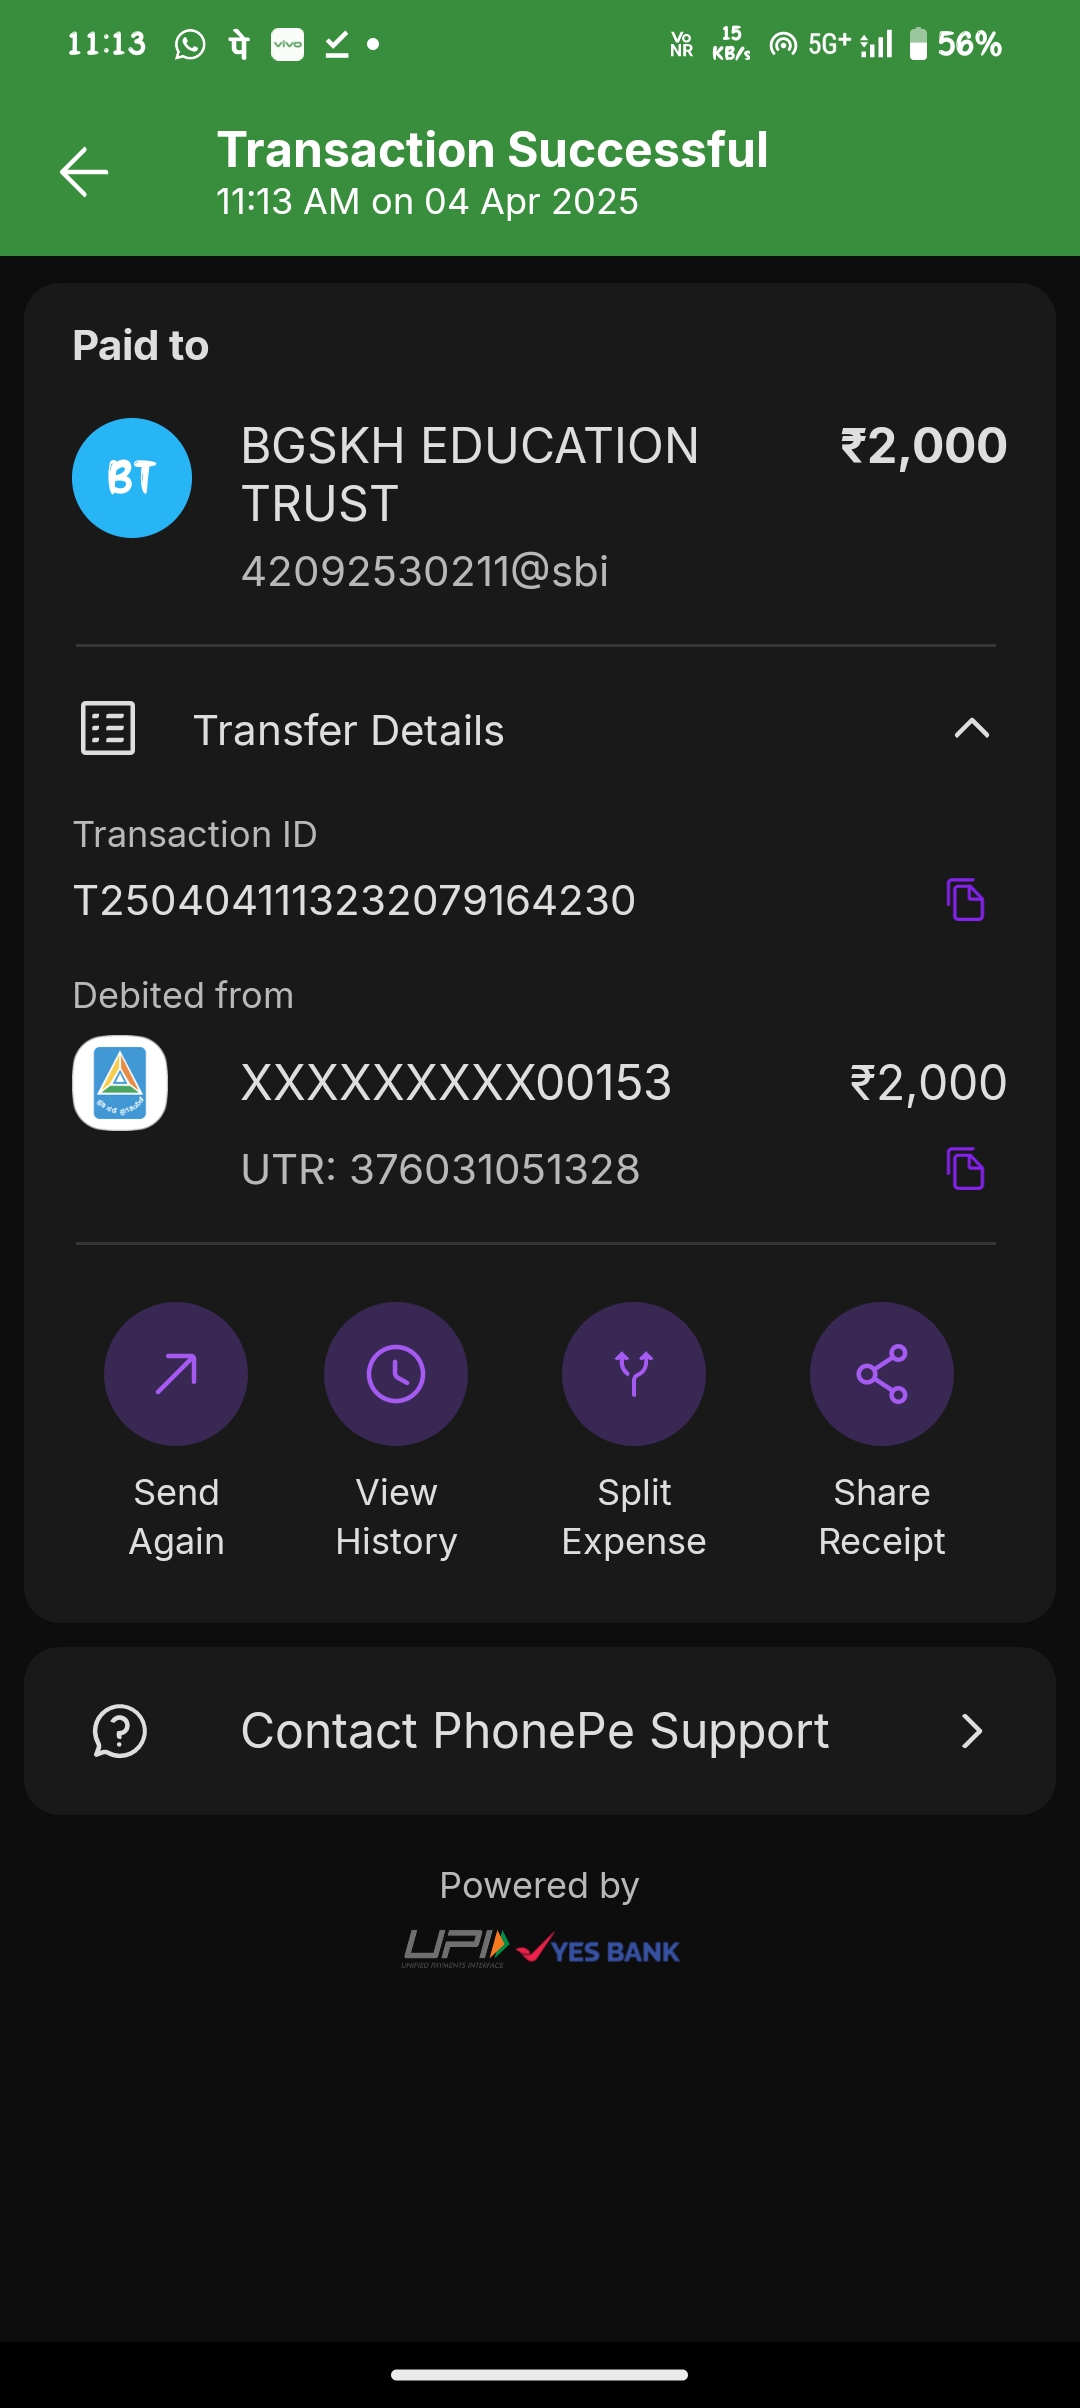 11:13 पे vivo Vo NR 15 KB/s 5G+ 56%
Transaction Successful
11:13 AM on 04 Apr 2025
Paid to
BT
BGSKH EDUCATION ₹2,000
TRUST
42092530211@sbi
Transfer Details
Transaction ID
T2504041113232079164230
Debited from
XXXXXXXXXX00153 ₹2,000
UTR: 376031051328
Send Again
View History
Split Expense
Share Receipt
Contact PhonePe Support
Powered by
UPI YES BANK
UNIFIED PAYMENTS INTERFACE